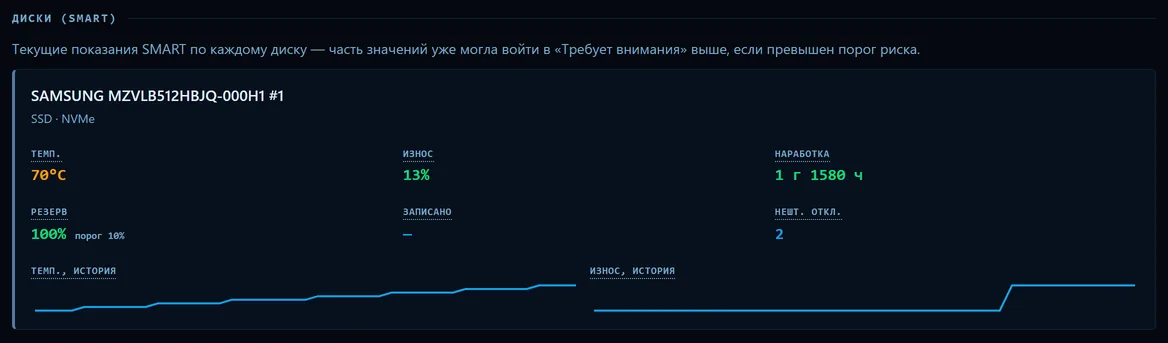 ДИСКИ (SMART)
Текущие показания SMART по каждому диску — часть значений уже могла войти в «Требует внимания» выше, если превышен порог риска.
SAMSUNG MZVLB512HBJQ-000H1 #1
SSD · NVMe
ТЕМП. ИЗНОС НАРАБОТКА
70°C 13% 1 г 1580 ч
РЕЗЕРВ ЗАПИСАНО НЕШТ. ОТКЛ.
100% порог 10% — 2
ТЕМП., ИСТОРИЯ ИЗНОС, ИСТОРИЯ